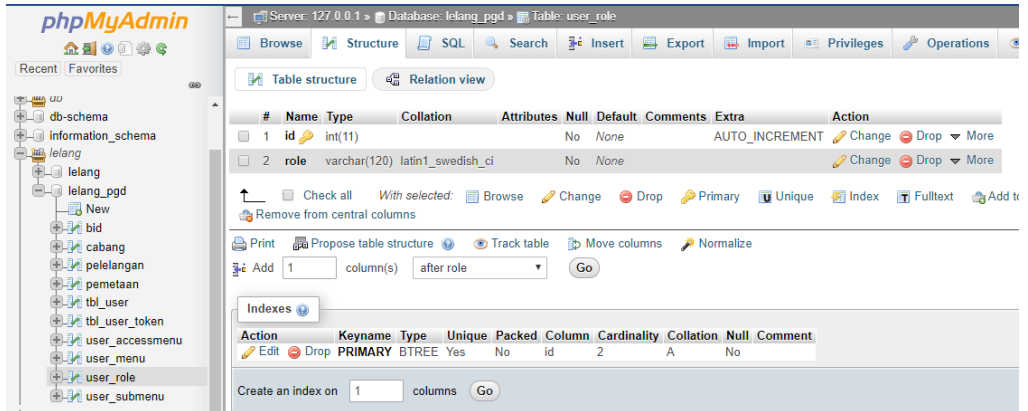 phpMyAdmin
Recent Favorites
db
db-schema
information_schema
lelang
lelang
lelang_pgd
New
bid
cabang
pelelangan
pemetaan
tbl_user
tbl_user_token
user_accessmenu
user_menu
user_role
user_submenu
Server: 127.0.0.1 » Database: lelang_pgd » Table: user_role
Browse Structure SQL Search Insert Export Import Privileges Operations
Table structure Relation view
# Name Type Collation Attributes Null Default Comments Extra Action
1 id int(11) No None AUTO_INCREMENT Change Drop More
2 role varchar(120) latin1_swedish_ci No None Change Drop More
Check all With selected: Browse Change Drop Primary Unique Index Fulltext Add to
Remove from central columns
Print Propose table structure Track table Move columns Normalize
Add 1 column(s) after role Go
Indexes
Action Keyname Type Unique Packed Column Cardinality Collation Null Comment
Edit Drop PRIMARY BTREE Yes No id 2 A No
Create an index on 1 columns Go